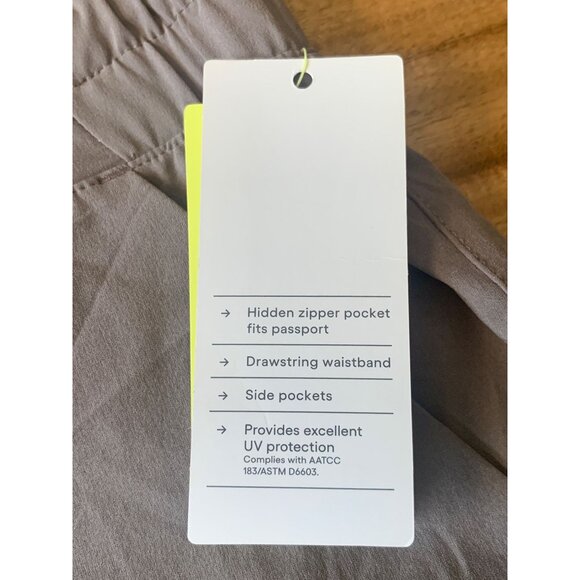 → Hidden zipper pocket
fits passport
→ Drawstring waistband
→ Side pockets
→ Provides excellent
UV protection
Complies with AATCC
183/ASTM D6603.